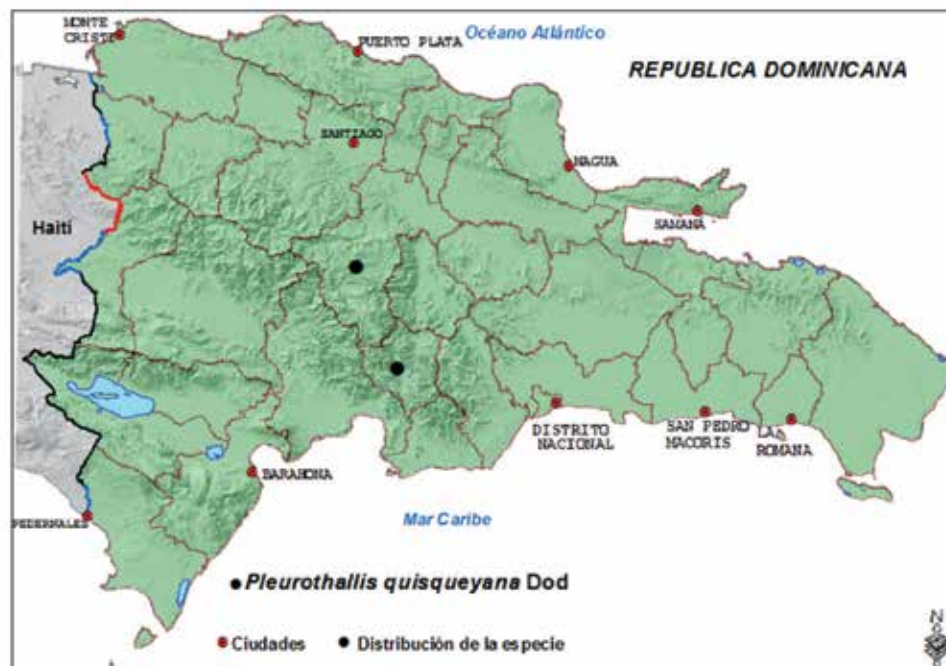 MONTE
CRISTI
PUERTO PLATA
Océano Atlántico
REPUBLICA DOMINICANA
SANTIAGO
NAGUA
SAMANA
Haití
DISTRITO
NACIONAL
SAN PEDRO
MACORIS
LA
ROMANA
BARAHONA
PEDERNALES
Mar Caribe
Pleurothallis quisqueyana Dod
Ciudades
Distribución de la especie
N